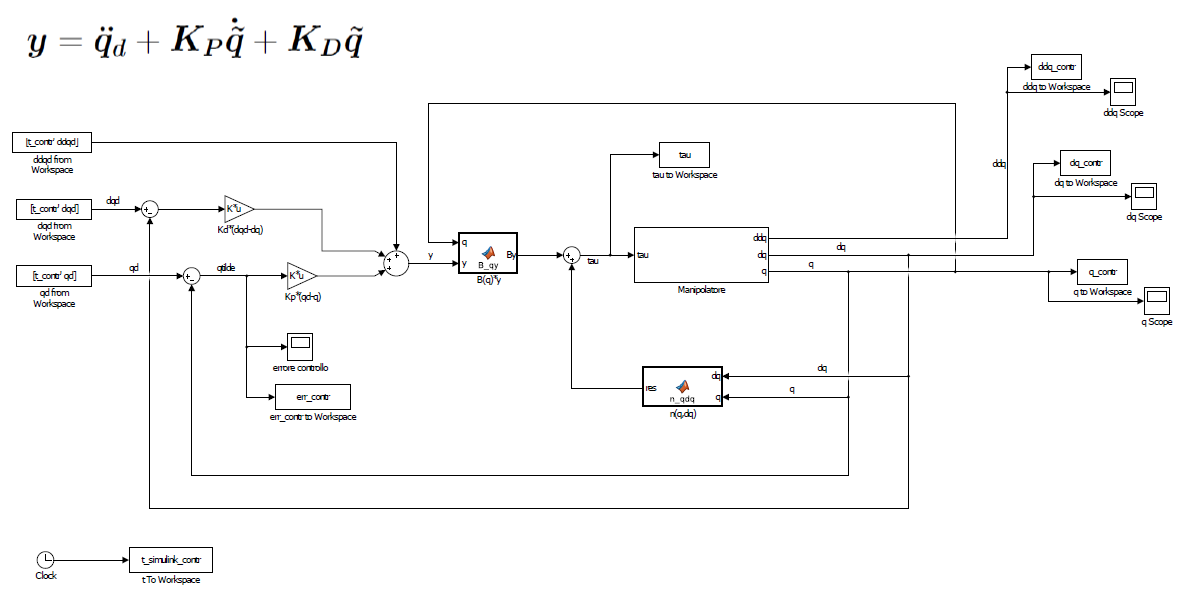 y = q̈_d + K_P \dot{\tilde{q}} + K_D \tilde{q}
ddq_contr
ddq to Workspace
ddq Scope
[t_contr' ddqd]
ddqd from
Workspace
tau
tau to Workspace
ddq
dq_contr
dq to Workspace
dq Scope
[t_contr' dqd]
dqd from
Workspace
dqd
+
-
K*u
Kd*(dqd-dq)
+
+
+
y
q
y
B_qy
By
B(q)*y
+
+
tau
tau
ddq
dq
q
Manipolatore
dq
q
q_contr
q to Workspace
q Scope
[t_contr' qd]
qd from
Workspace
qd
+
-
qtilde
K*u
Kp*(qd-q)
errore controllo
err_contr
err_contr to Workspace
res
n_qdq
dq
q
n(q,dq)
dq
q
Clock
t_simulink_contr
t To Workspace